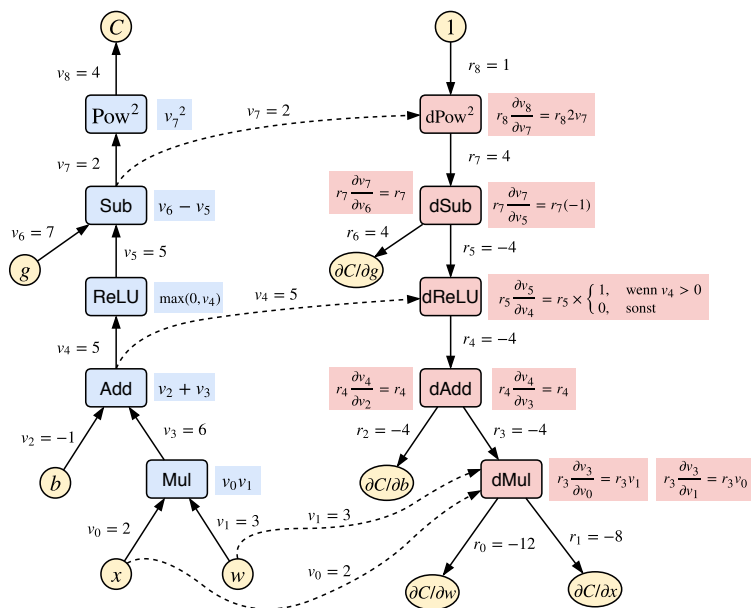 C
1
v₈ = 4
r₈ = 1
Pow²
v₇²
v₇ = 2
dPow²
r₈ ∂v₈/∂v₇ = r₈2v₇
v₇ = 2
r₇ = 4
Sub
v₆ − v₅
r₇ ∂v₇/∂v₆ = r₇
dSub
r₇ ∂v₇/∂v₅ = r₇(−1)
v₆ = 7
v₅ = 5
r₆ = 4
r₅ = −4
g
∂C/∂g
ReLU
max(0, v₄)
v₄ = 5
dReLU
r₅ ∂v₅/∂v₄ = r₅ × { 1, wenn v₄ > 0
0, sonst
v₄ = 5
r₄ = −4
Add
v₂ + v₃
r₄ ∂v₄/∂v₂ = r₄
dAdd
r₄ ∂v₄/∂v₃ = r₄
v₂ = −1
v₃ = 6
r₂ = −4
r₃ = −4
b
Mul
v₀v₁
∂C/∂b
dMul
r₃ ∂v₃/∂v₀ = r₃v₁
r₃ ∂v₃/∂v₁ = r₃v₀
v₀ = 2
v₁ = 3
v₁ = 3
r₀ = −12
r₁ = −8
x
w
v₀ = 2
∂C/∂w
∂C/∂x